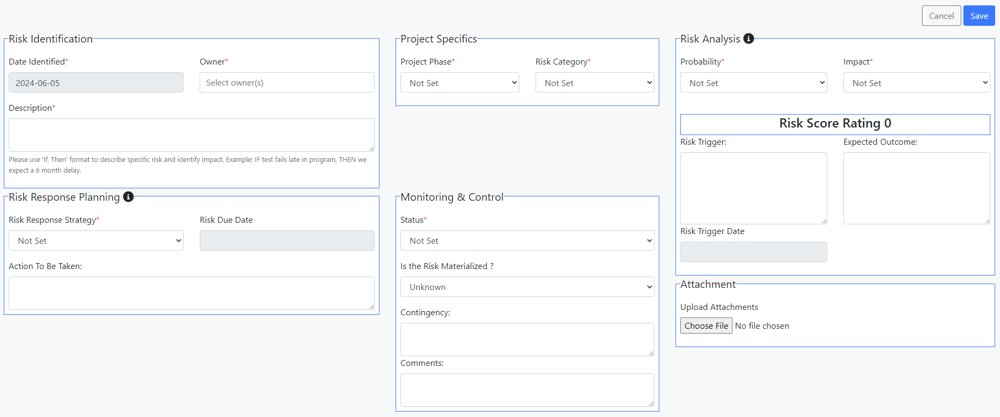 Cancel Save
Risk Identification
Date Identified* Owner*
2024-06-05 Select owner(s)
Description*
Please use 'If, Then' format to describe specific risk and identify impact. Example: IF test fails late in program, THEN we
expect a 6 month delay.
Project Specifics
Project Phase* Risk Category*
Not Set Not Set
Risk Analysis
Probability* Impact*
Not Set Not Set
Risk Score Rating 0
Risk Trigger: Expected Outcome:
Risk Trigger Date
Risk Response Planning
Risk Response Strategy* Risk Due Date
Not Set
Action To Be Taken:
Monitoring & Control
Status*
Not Set
Is the Risk Materialized ?
Unknown
Contingency:
Comments:
Attachment
Upload Attachments
Choose File No file chosen